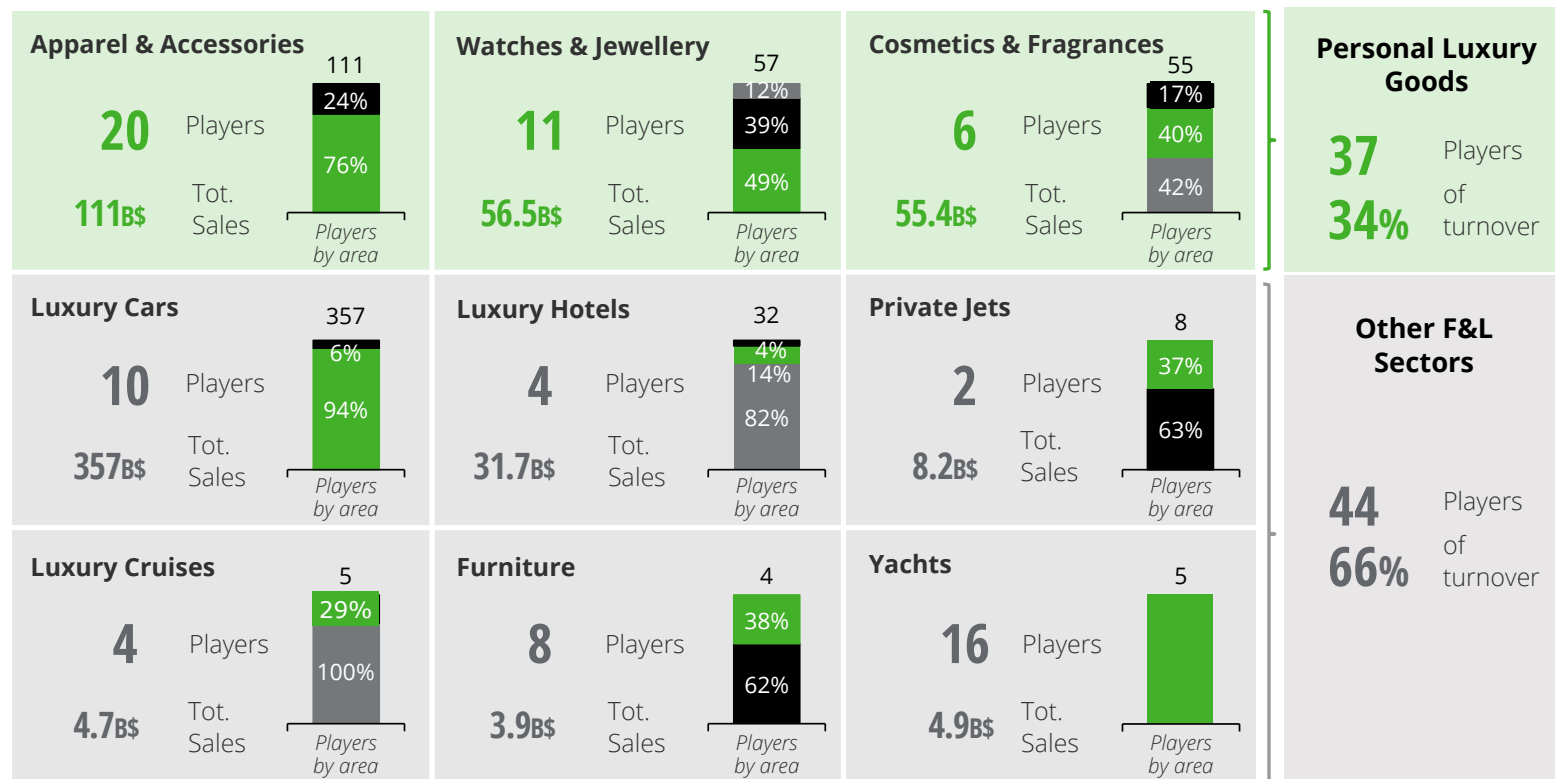 Apparel & Accessories
111
24%
76%
20 Players
111B$ Tot.
Sales
Players
by area
Watches & Jewellery
57
12%
39%
49%
11 Players
56.5B$ Tot.
Sales
Players
by area
Cosmetics & Fragrances
55
17%
40%
42%
6 Players
55.4B$ Tot.
Sales
Players
by area
Personal Luxury
Goods
37 Players
34% of
turnover
Luxury Cars
357
6%
94%
10 Players
357B$ Tot.
Sales
Players
by area
Luxury Hotels
32
4%
14%
82%
4 Players
31.7B$ Tot.
Sales
Players
by area
Private Jets
8
37%
63%
2 Players
8.2B$ Tot.
Sales
Players
by area
Other F&L
Sectors
44 Players
66% of
turnover
Luxury Cruises
5
29%
100%
4 Players
4.7B$ Tot.
Sales
Players
by area
Furniture
4
38%
62%
8 Players
3.9B$ Tot.
Sales
Players
by area
Yachts
5
16 Players
4.9B$ Tot.
Sales
Players
by area